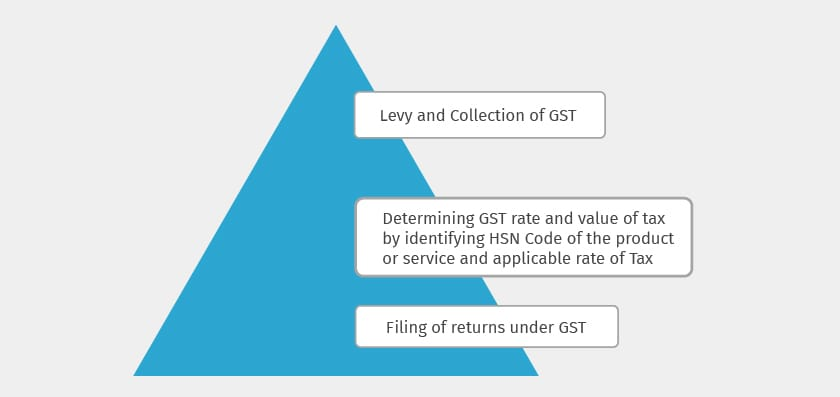 Levy and Collection of GST
Determining GST rate and value of tax
by identifying HSN Code of the product
or service and applicable rate of Tax
Filing of returns under GST